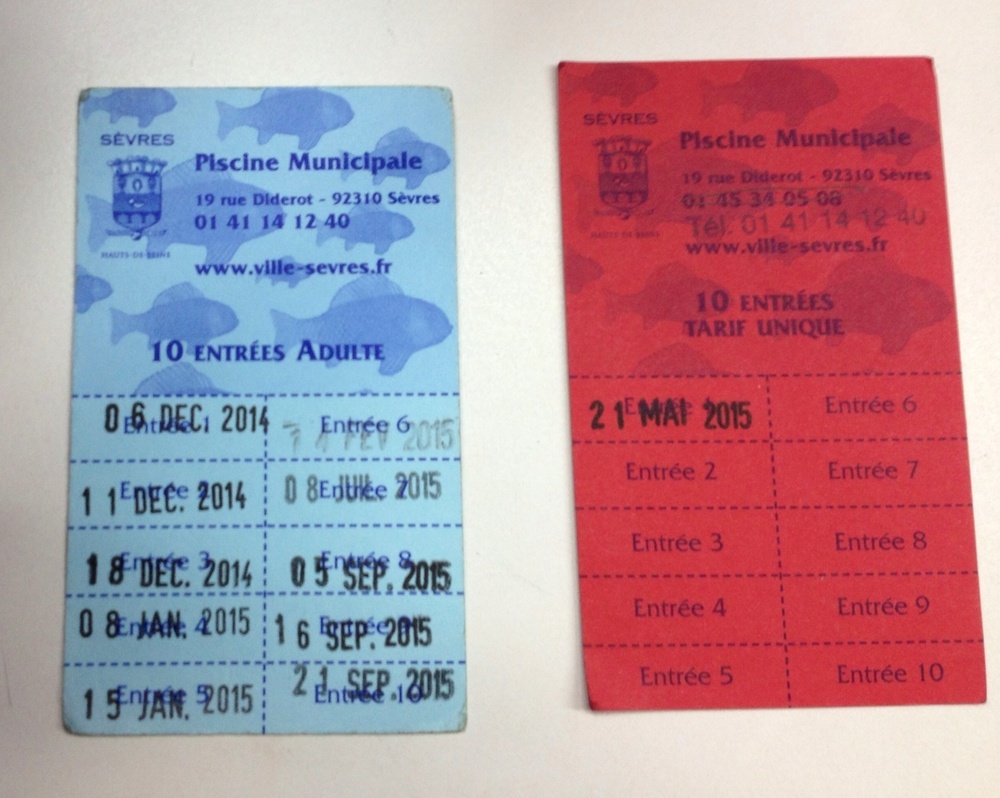 SÈVRES
HAUTS-DE-SEINE
Piscine Municipale
19 rue Diderot - 92310 Sèvres
01 41 14 12 40
www.ville-sevres.fr
10 ENTRÉES ADULTE
Entrée 1
06 DEC. 2014
Entrée 6
FEV 2015
Entrée 2
11 DEC. 2014
Entrée 7
08 JUIL. 2015
Entrée 3
18 DEC. 2014
Entrée 8
05 SEP. 2015
Entrée 4
08 JAN. 2015
Entrée 9
16 SEP. 2015
Entrée 5
15 JAN. 2015
Entrée 10
21 SEP. 2015
SÈVRES
HAUTS-DE-SEINE
Piscine Municipale
19 rue Diderot - 92310 Sèvres
01 45 34 05 08
Tél. 01 41 14 12 40
www.ville-sevres.fr
10 ENTRÉES
TARIF UNIQUE
Entrée 1
21 MAI 2015
Entrée 6
Entrée 2
Entrée 7
Entrée 3
Entrée 8
Entrée 4
Entrée 9
Entrée 5
Entrée 10